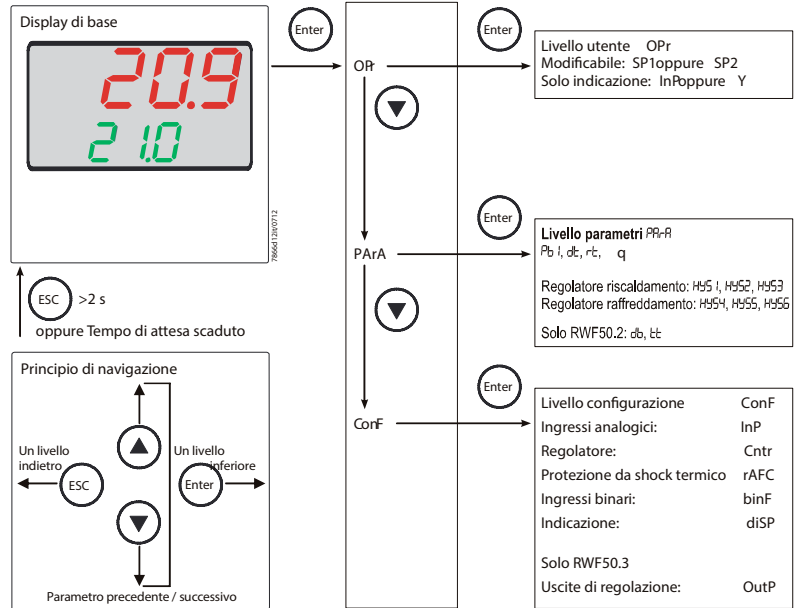 Display di base
20.9
21.0
7866d12it/0712
ESC >2 s
oppure Tempo di attesa scaduto
Principio di navigazione
Un livello indietro
ESC
Un livello inferiore
Enter
Parametro precedente / successivo
Enter
OPr
PArA
ConF
Enter
Livello utente OPr
Modificabile: SP1oppure SP2
Solo indicazione: InPoppure Y
Enter
Livello parametri PArA
Pb1, dt, rt, q
Regolatore riscaldamento: HYS1, HYS2, HYS3
Regolatore raffreddamento: HYS4, HYS5, HYS6
Solo RWF50.2: db, tt
Enter
Livello configurazione ConF
Ingressi analogici: InP
Regolatore: Cntr
Protezione da shock termico rAFC
Ingressi binari: binF
Indicazione: diSP
Solo RWF50.3
Uscite di regolazione: OutP